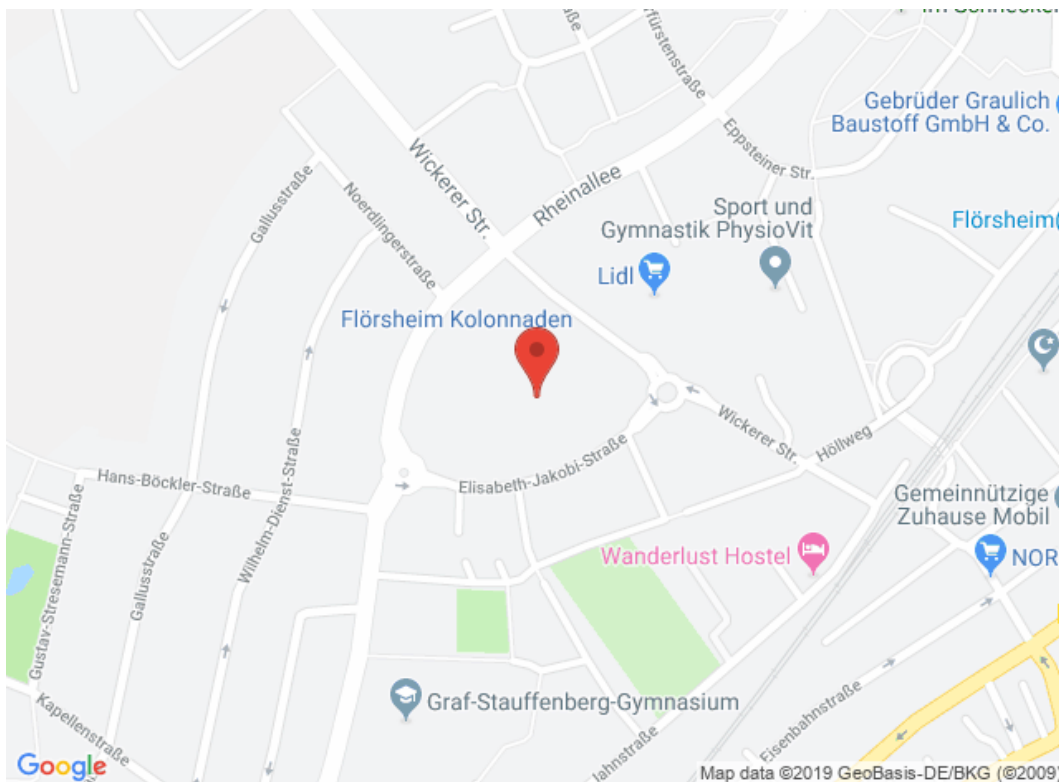 Gebrüder Graulich
Baustoff GmbH & Co.
Eppsteiner Str.
Wickerer Str.
Rheinallee
Gallusstraße
Noerdlingerstraße
Sport und
Gymnastik PhysioVit
Flörsheim
Lidl
Flörsheim Kolonnaden
Wickerer Str.
Höllweg
Elisabeth-Jakobi-Straße
Hans-Böckler-Straße
Wilhelm-Dienst-Straße
Gustav-Stresemann-Straße
Gallusstraße
Gemeinnützige
Zuhause Mobil
Wanderlust Hostel
NOR
Graf-Stauffenberg-Gymnasium
Kapellenstraße
Eisenbahnstraße
Jahnstraße
Google
Map data ©2019 GeoBasis-DE/BKG (©2009)